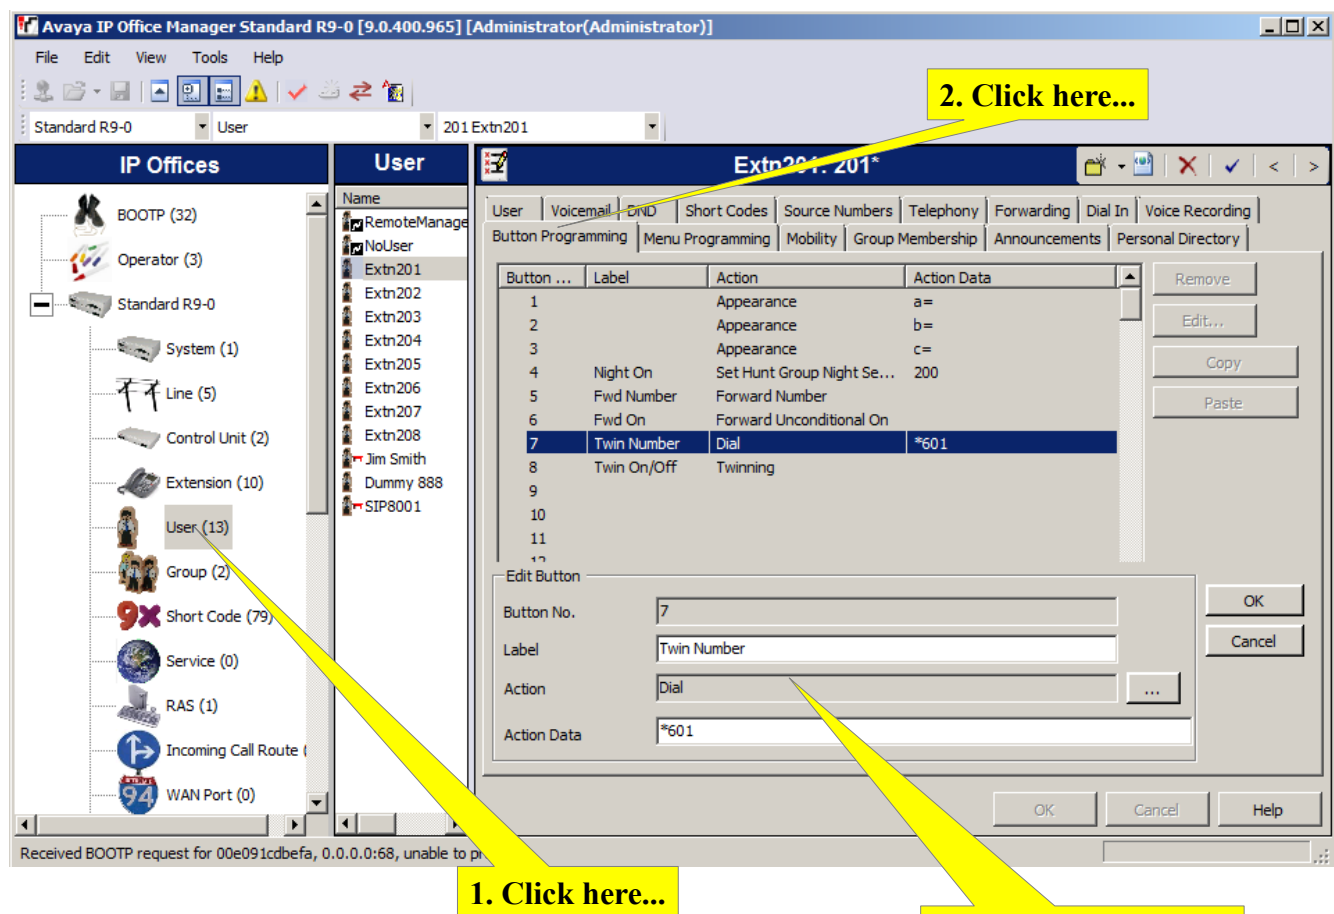 Avaya IP Office Manager Standard R9-0 [9.0.400.965] [Administrator(Administrator)]
File Edit View Tools Help
2. Click here...
Standard R9-0 User 201 Extn201
IP Offices
BOOTP (32)
Operator (3)
Standard R9-0
System (1)
Line (5)
Control Unit (2)
Extension (10)
User (13)
Group (2)
Short Code (79)
Service (0)
RAS (1)
Incoming Call Route (
WAN Port (0)
User
Name
RemoteManage
NoUser
Extn201
Extn202
Extn203
Extn204
Extn205
Extn206
Extn207
Extn208
Jim Smith
Dummy 888
SIP8001
Extn201: 201*
User Voicemail DND Short Codes Source Numbers Telephony Forwarding Dial In Voice Recording
Button Programming Menu Programming Mobility Group Membership Announcements Personal Directory
Button ... Label Action Action Data
1 Appearance a=
2 Appearance b=
3 Appearance c=
4 Night On Set Hunt Group Night Se... 200
5 Fwd Number Forward Number
6 Fwd On Forward Unconditional On
7 Twin Number Dial *601
8 Twin On/Off Twinning
9
10
11
12
Remove
Edit...
Copy
Paste
Edit Button
Button No. 7
Label Twin Number
Action Dial ...
Action Data *601
OK
Cancel
OK Cancel Help
Received BOOTP request for 00e091cdbefa, 0.0.0.0:68, unable to
1. Click here...